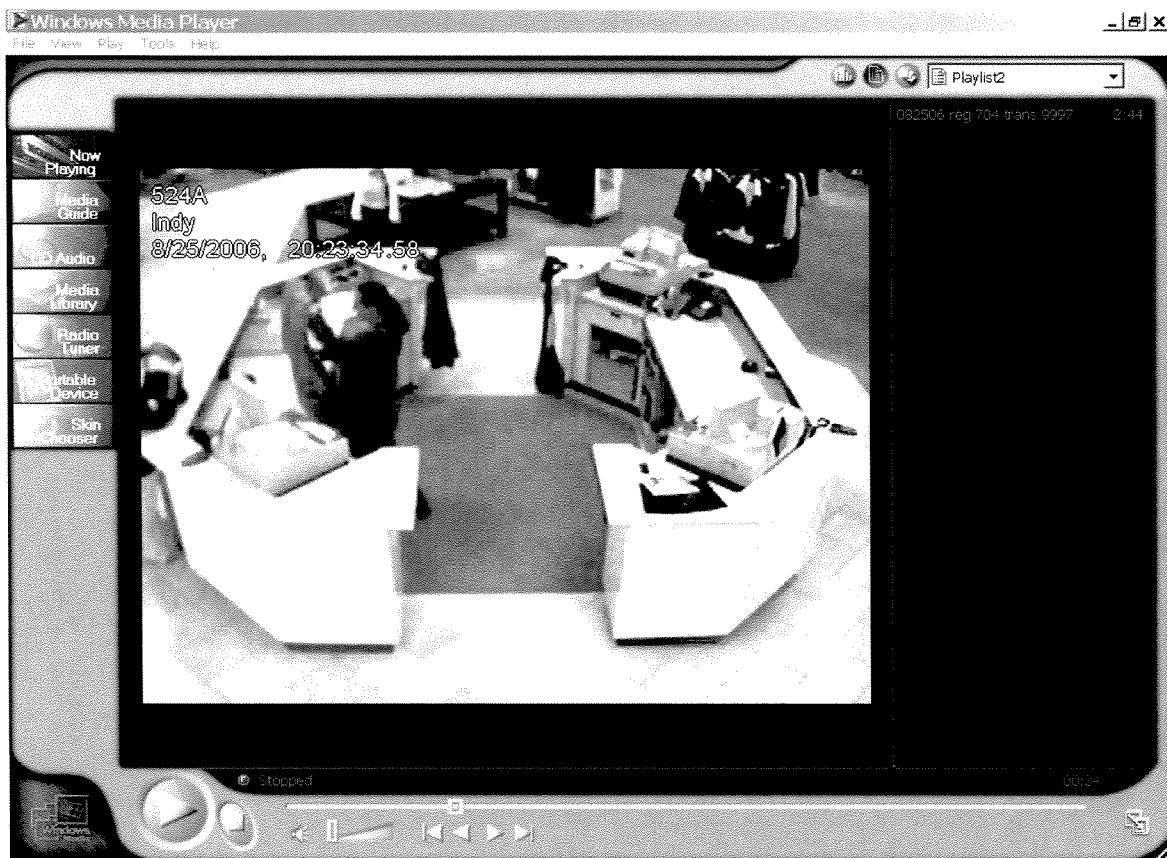 Windows Media Player
File View Play Tools Help
Playlist2
082506 reg 704 trans 9997 2:44
Now
Playing
Media
Guide
CD Audio
Media
Library
Radio
Tuner
Portable
Device
Skin
Chooser
524A
Indy
8/25/2006, 20:23:34.58
Stopped
00:34
Windows
Media